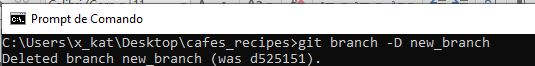 Prompt de Comando
C:\Users\x_kat\Desktop\cafes_recipes>git branch -D new_branch
Deleted branch new_branch (was d525151).